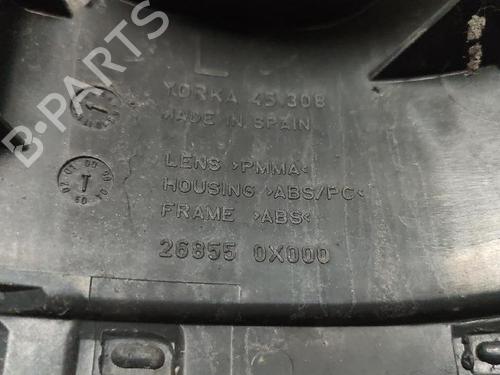 B-PARTS
L
YORKA 45.308
MADE IN SPAIN
LENS >PMMA<
HOUSING >ABS/PC<
FRAME >ABS<
26855 0X000